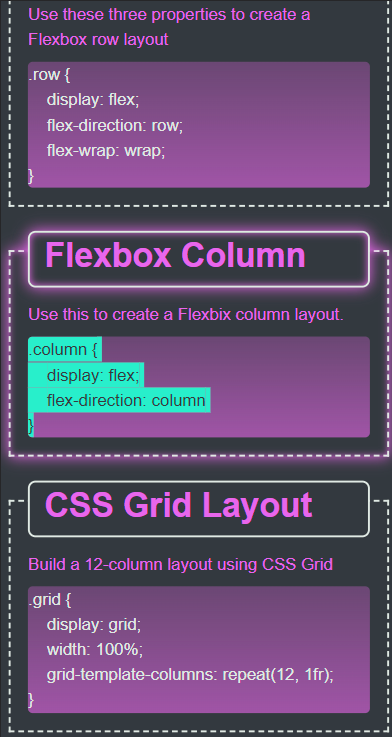 Use these three properties to create a
Flexbox row layout
.row {
    display: flex;
    flex-direction: row;
    flex-wrap: wrap;
}
Flexbox Column
Use this to create a Flexbix column layout.
.column {
    display: flex;
    flex-direction: column
}
CSS Grid Layout
Build a 12-column layout using CSS Grid
.grid {
    display: grid;
    width: 100%;
    grid-template-columns: repeat(12, 1fr);
}